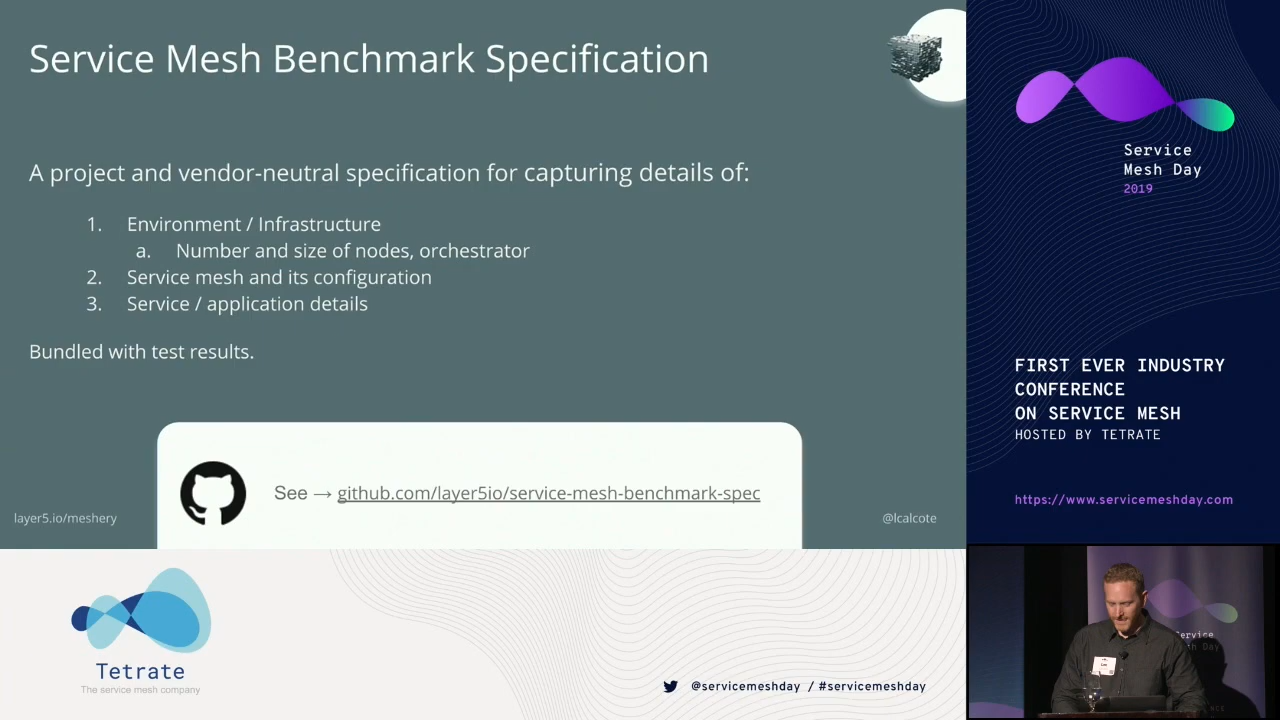 Service Mesh Benchmark Specification
A project and vendor-neutral specification for capturing details of:
1. Environment / Infrastructure
a. Number and size of nodes, orchestrator
2. Service mesh and its configuration
3. Service / application details
Bundled with test results.
See → github.com/layer5io/service-mesh-benchmark-spec
layer5.io/meshery
@lcalcote
Service
Mesh Day
2019
FIRST EVER INDUSTRY
CONFERENCE
ON SERVICE MESH
HOSTED BY TETRATE
https://www.servicemeshday.com
Tetrate
The service mesh company
@servicemeshday / #servicemeshday